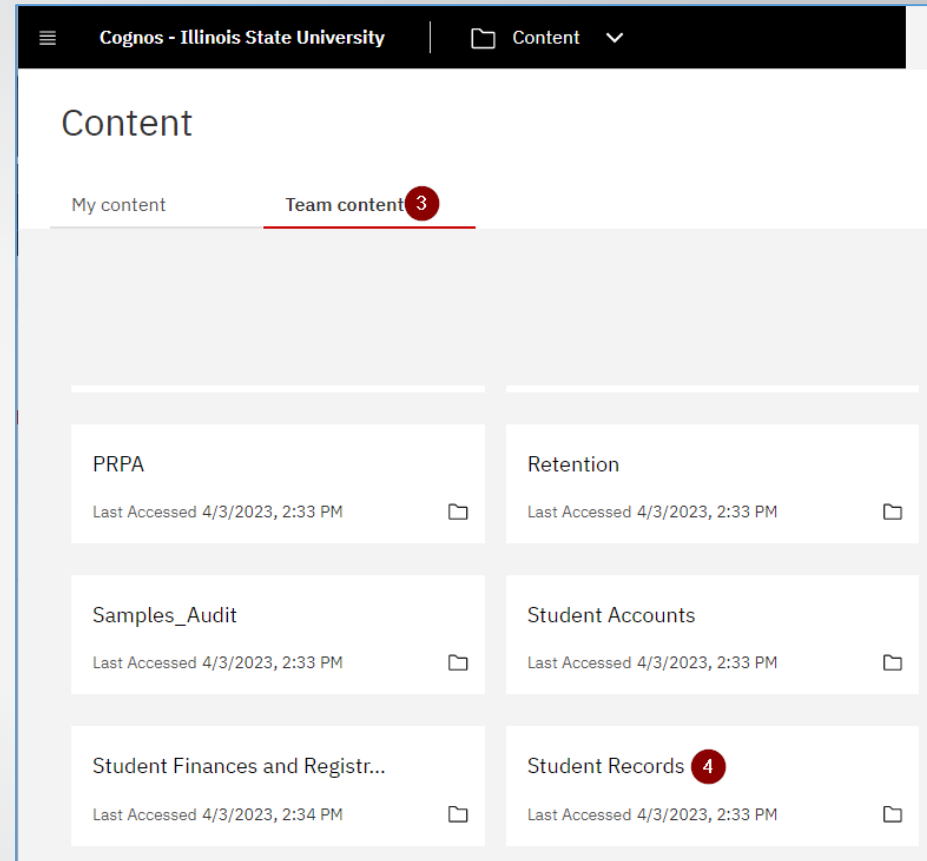 Cognos - Illinois State University
Content
Content
My content
Team content 3
PRPA
Last Accessed 4/3/2023, 2:33 PM
Retention
Last Accessed 4/3/2023, 2:33 PM
Samples_Audit
Last Accessed 4/3/2023, 2:33 PM
Student Accounts
Last Accessed 4/3/2023, 2:33 PM
Student Finances and Registr...
Last Accessed 4/3/2023, 2:34 PM
Student Records 4
Last Accessed 4/3/2023, 2:33 PM